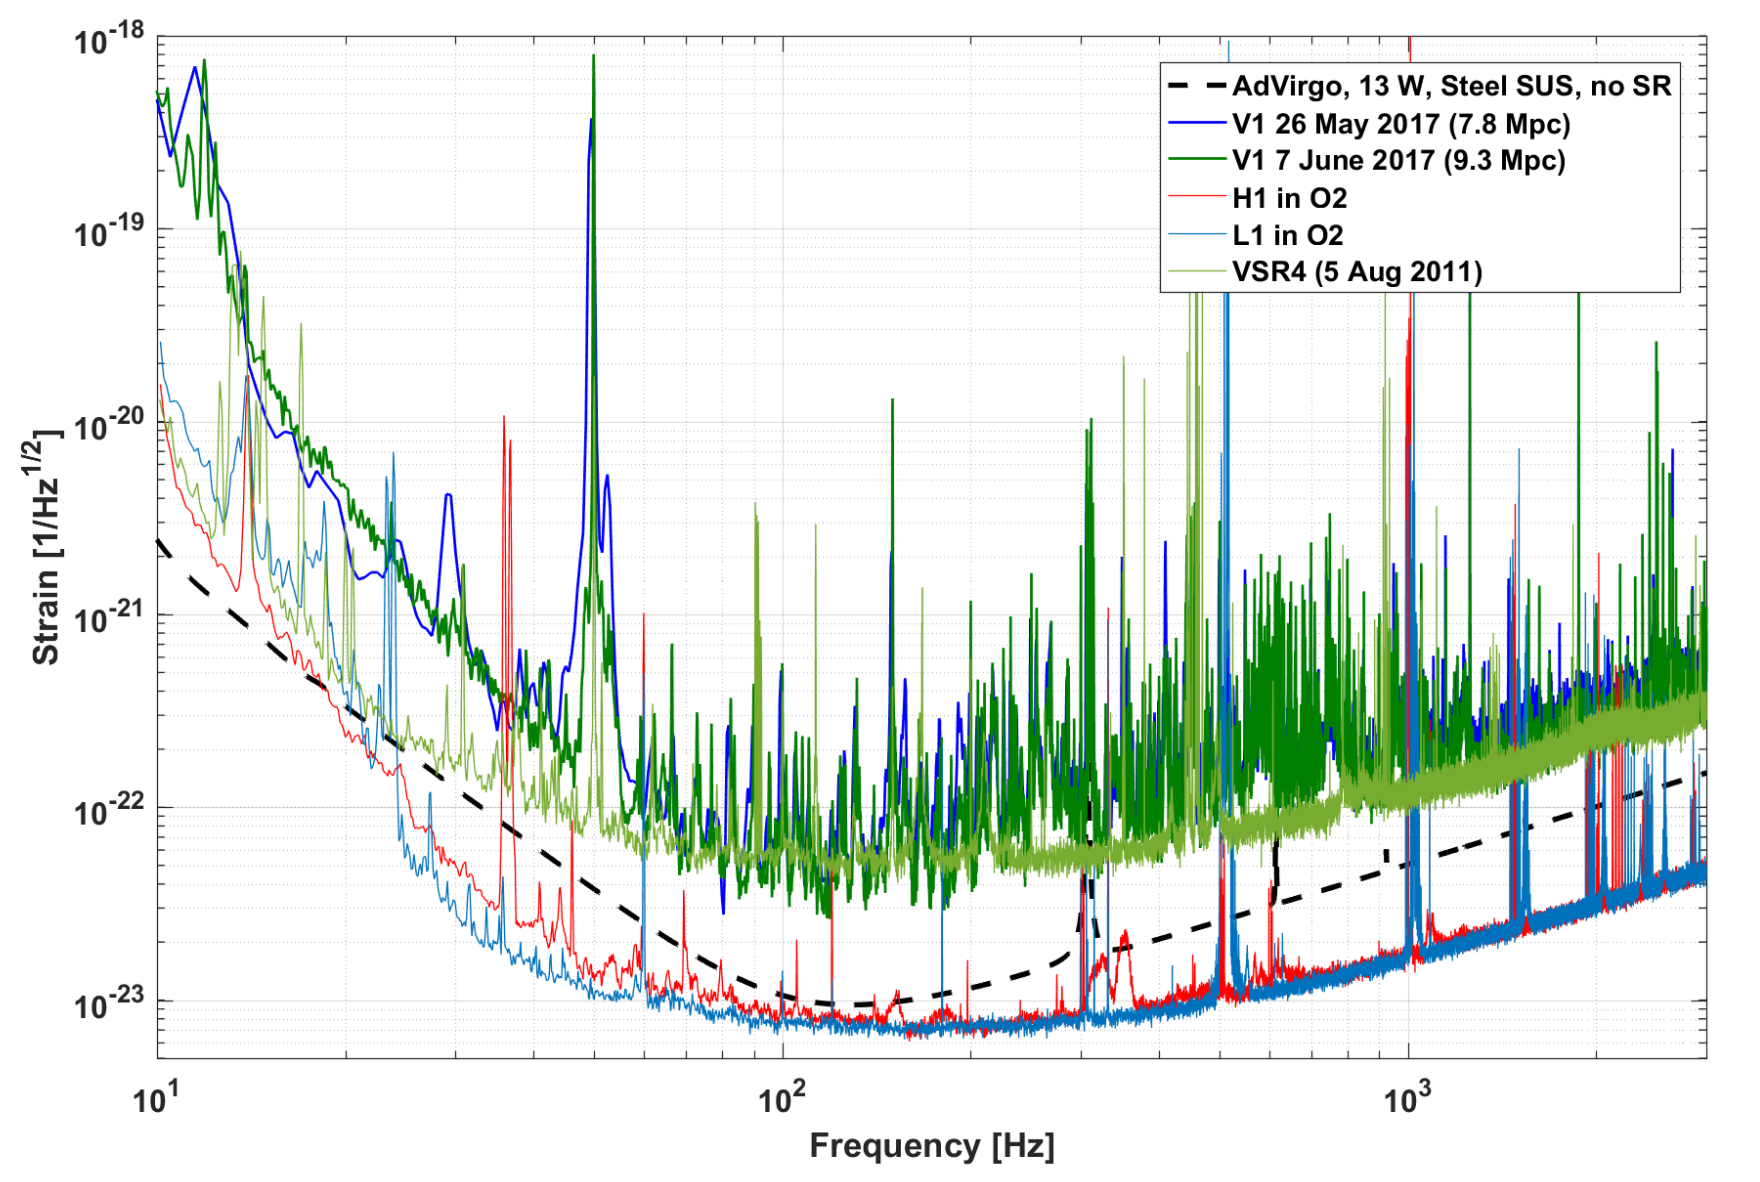 10^-18
10^-19
10^-20
10^-21
10^-22
10^-23
Strain [1/Hz^1/2]
AdVirgo, 13 W, Steel SUS, no SR
V1 26 May 2017 (7.8 Mpc)
V1 7 June 2017 (9.3 Mpc)
H1 in O2
L1 in O2
VSR4 (5 Aug 2011)
10^1
10^2
10^3
Frequency [Hz]